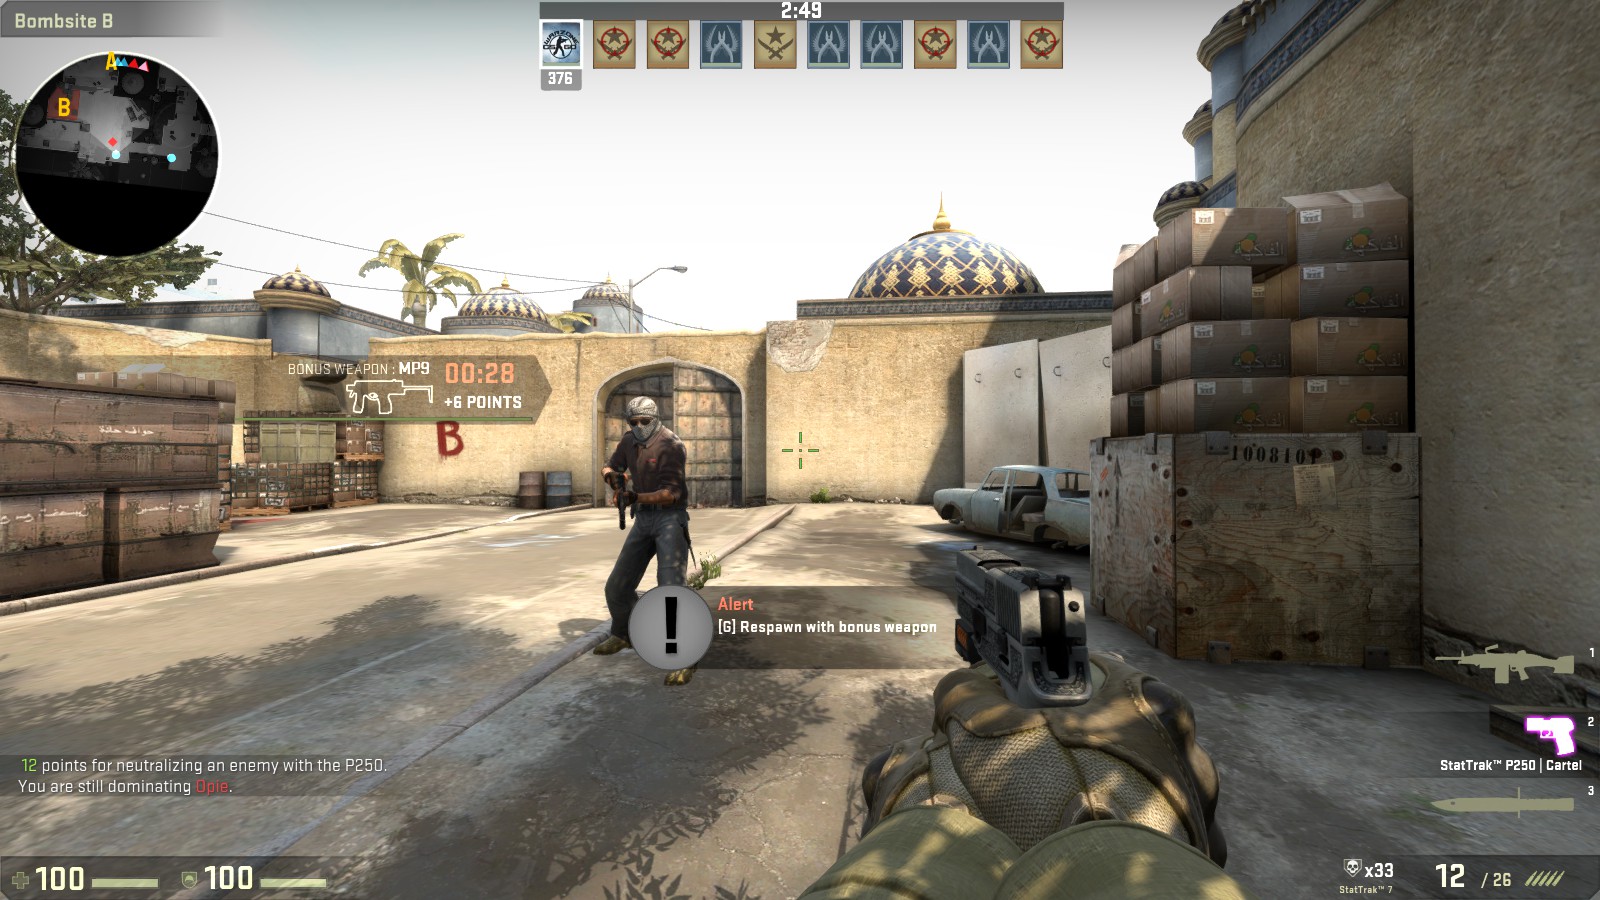 Bombsite B
2:49
376
A
B
BONUS WEAPON : MP9
00:28
+6 POINTS
B
1008101
Alert
[G] Respawn with bonus weapon
1
2
StatTrak™ P250 | Cartel
3
12 points for neutralizing an enemy with the P250.
You are still dominating Opie.
100
100
x33
StatTrak™ 7
12 / 26